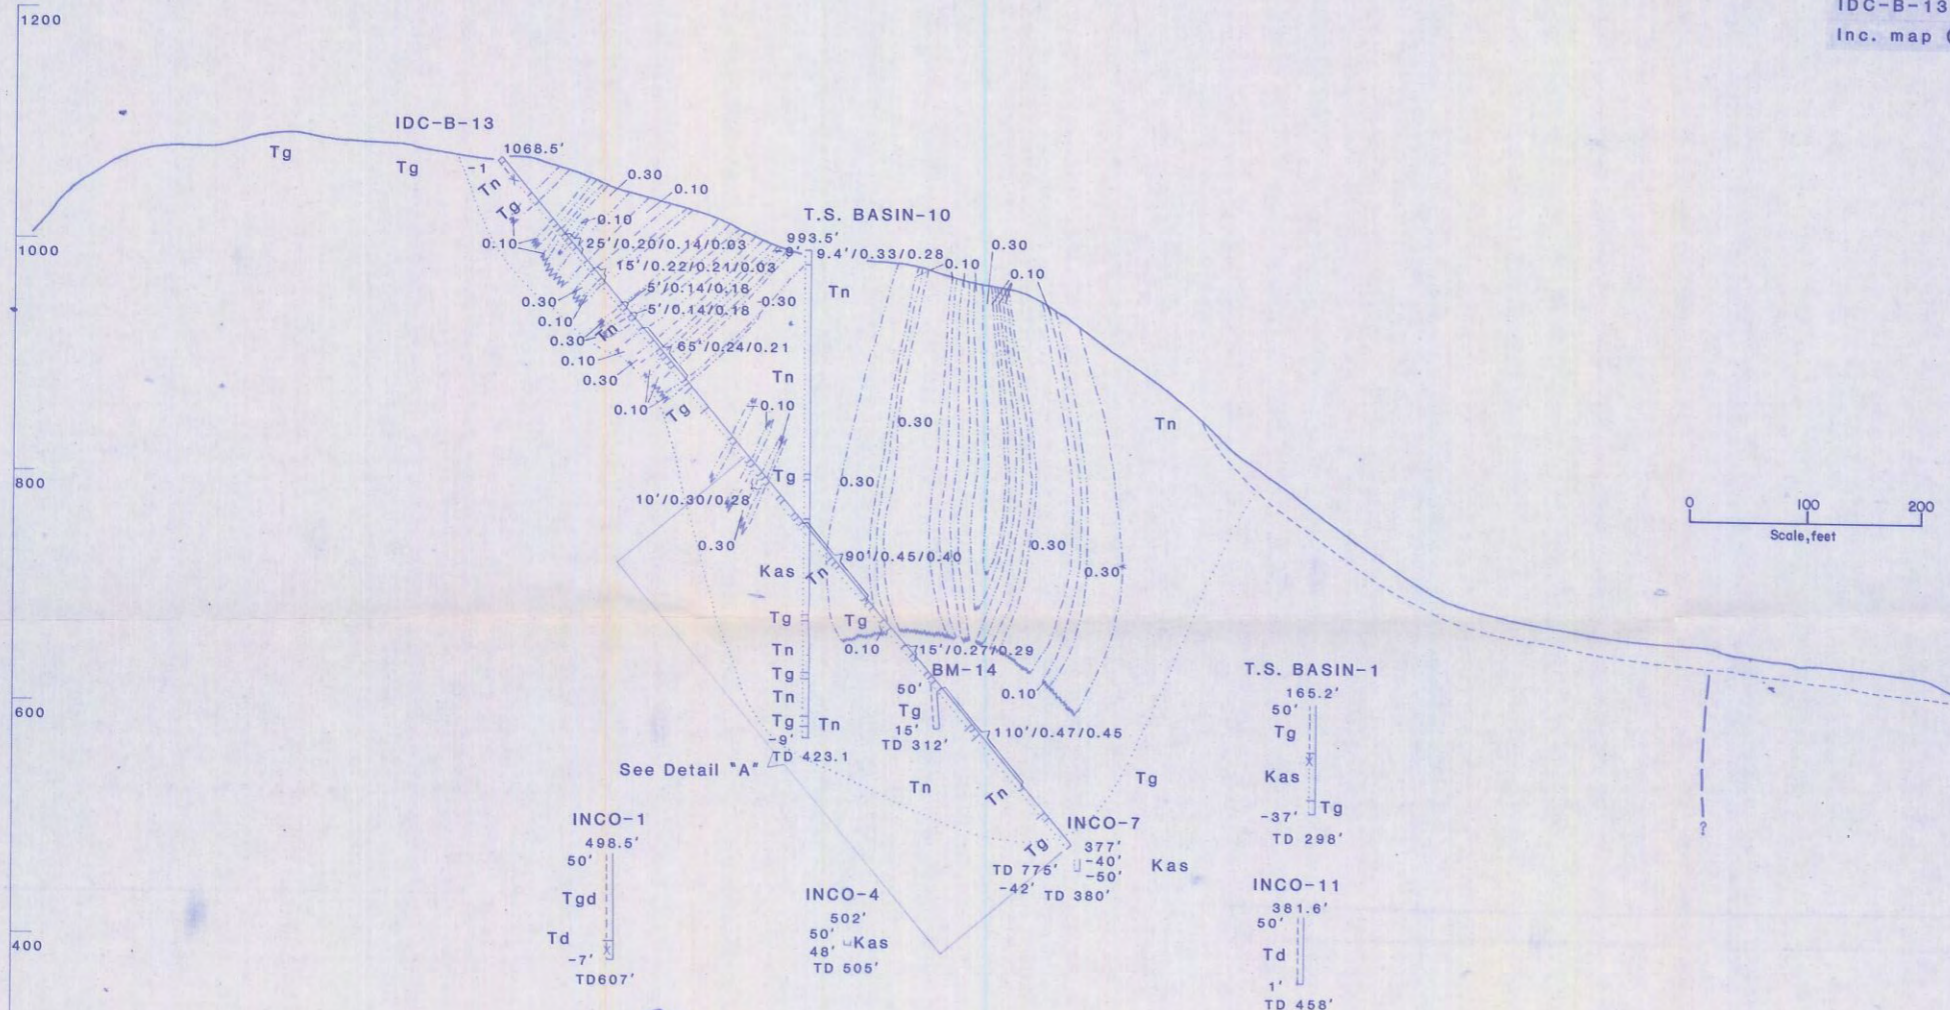 1200
IDC-B-13
Inc. map (
IDC-B-13
1068.5'
Tg
Tg
-1
Tn
Tg
0.30
0.10
T.S. BASIN-10
993.5'
-9'
9.4'/0.33/0.28
0.10
0.30
0.10
1000
0.10
0.10
25'/0.20/0.14/0.03
15'/0.22/0.21/0.03
5'/0.14/0.18
5'/0.14/0.18
-0.30
Tn
0.30
0.10
Tn
0.30
65'/0.24/0.21
0.10
0.30
Tn
0.10
Tg
0.10
0.30
Tn
800
Tg
0.30
10'/0.30/0.28
0 100 200
Scale, feet
0.30
90'/0.45/0.40
0.30
0.30
Kas
Tn
Tg
Tg
0.10
Tn
15'/0.27/0.29
BM-14
Tg
Tn
Tg
Tn
-9'
TD 423.1
50'
Tg
15'
TD 312'
0.10
110'/0.47/0.45
T.S. BASIN-1
165.2'
50'
Tg
Kas
-37'
Tg
TD 298'
600
See Detail "A"
Tn
Tn
Tg
?
INCO-1
498.5'
50'
Tgd
Td
-7'
TD607'
INCO-7
377'
-40'
-50'
TD 380'
Tg
TD 775'
-42'
Kas
INCO-4
502'
50'
Kas
48'
TD 505'
INCO-11
381.6'
50'
Td
1'
TD 458'
400